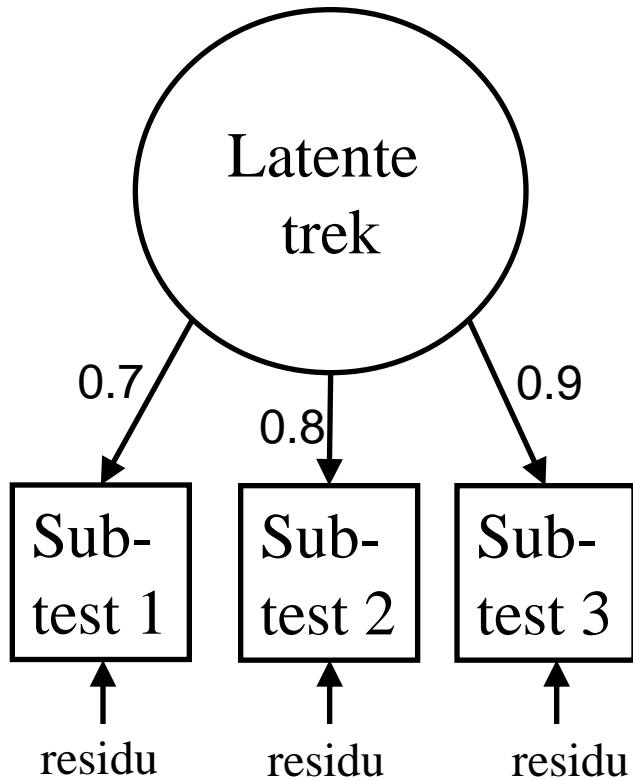 Latente
trek
0.7
0.8
0.9
Sub-
test 1
Sub-
test 2
Sub-
test 3
residu
residu
residu